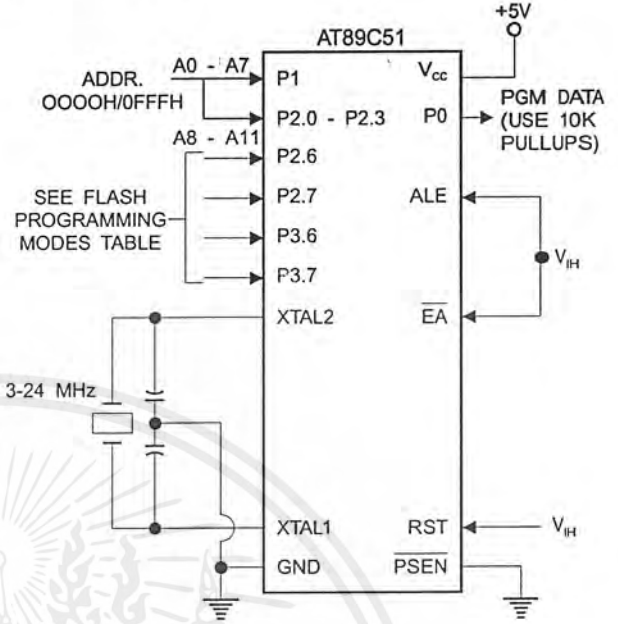 +5V
AT89C51
A0 - A7
ADDR.
OOOOH/0FFFH
P1
Vcc
P2.0 - P2.3
P0
PGM DATA
(USE 10K
PULLUPS)
A8 - A11
P2.6
SEE FLASH
PROGRAMMING
MODES TABLE
P2.7
ALE
P3.6
VIH
P3.7
XTAL2
EA
3-24 MHz
XTAL1
RST
VIH
GND
PSEN